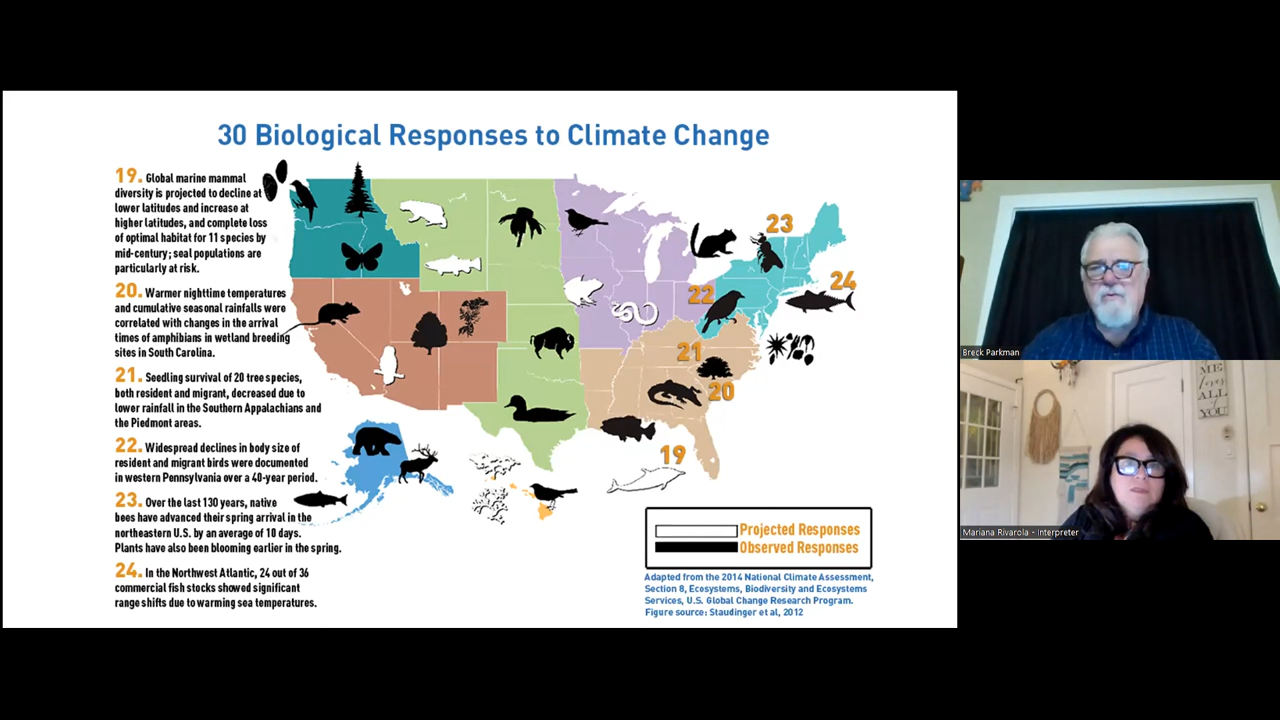 30 Biological Responses to Climate Change
19. Global marine mammal
diversity is projected to decline at
lower latitudes and increase at
higher latitudes, and complete loss
of optimal habitat for 11 species by
mid-century; seal populations are
particularly at risk.
20. Warmer nighttime temperatures
and cumulative seasonal rainfalls were
correlated with changes in the arrival
times of amphibians in wetland breeding
sites in South Carolina.
21. Seedling survival of 20 tree species,
both resident and migrant, decreased due to
lower rainfall in the Southern Appalachians and
the Piedmont areas.
22. Widespread declines in body size of
resident and migrant birds were documented
in western Pennsylvania over a 40-year period.
23. Over the last 130 years, native
bees have advanced their spring arrival in the
northeastern U.S. by an average of 10 days.
Plants have also been blooming earlier in the spring.
24. In the Northwest Atlantic, 24 out of 36
commercial fish stocks showed significant
range shifts due to warming sea temperatures.
23
24
22
21
20
19
Projected Responses
Observed Responses
Adapted from the 2014 National Climate Assessment,
Section 8, Ecosystems, Biodiversity and Ecosystems
Services, U.S. Global Change Research Program.
Figure source: Staudinger et al, 2012
Breck Parkman
ME
loves
ALL
of
YOU
Mariana Rivarola - Interpreter